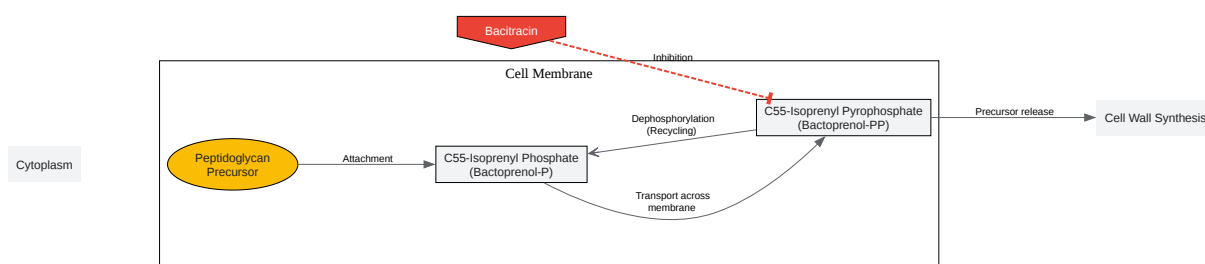 Bacitracin
Inhibition
Cell Membrane
C55-Isoprenyl Pyrophosphate
(Bactoprenol-PP)
Precursor release
Cell Wall Synthesis
Dephosphorylation
(Recycling)
Cytoplasm
Peptidoglycan
Precursor
Attachment
C55-Isoprenyl Phosphate
(Bactoprenol-P)
Transport across
membrane